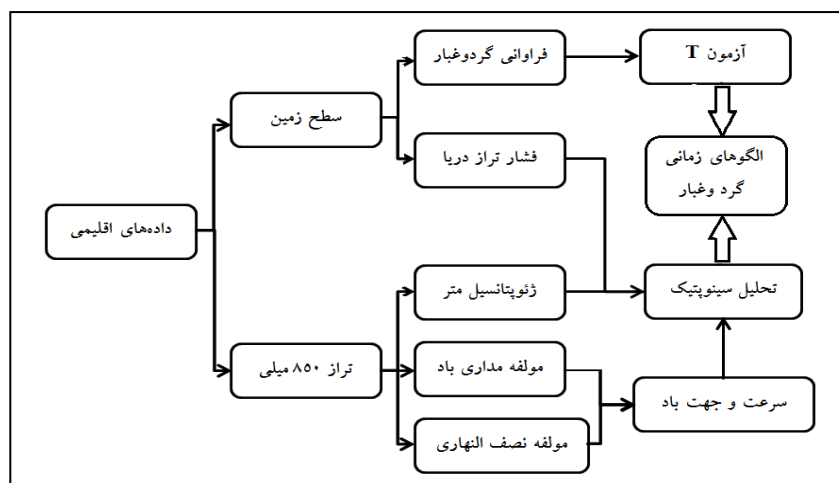 فراوانی گردوغبار
آزمون T
سطح زمین
فشار تراز دریا
الگوهای زمانی
گرد وغبار
داده‌های اقلیمی
ژئوپتانسیل متر
تحلیل سینوپتیک
تراز ۸۵۰ میلی
مولفه مداری باد
سرعت و جهت باد
مولفه نصف النهاری